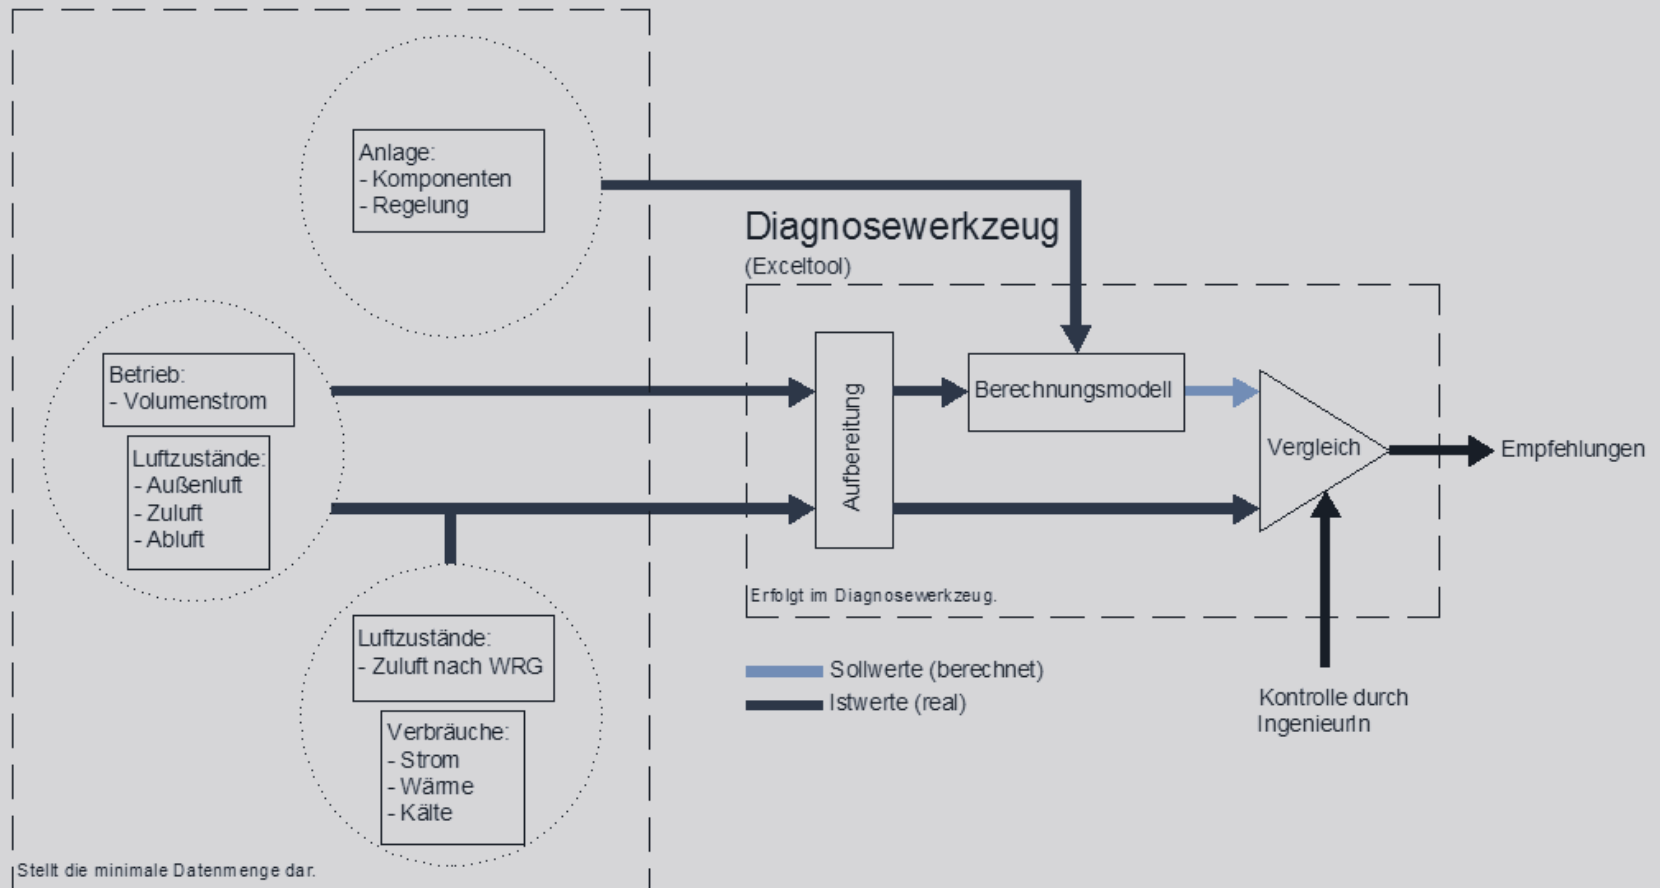 Anlage:
- Komponenten
- Regelung
Diagnosewerkzeug
(Exceltool)
Betrieb:
- Volumenstrom
Luftzustände:
- Außenluft
- Zuluft
- Abluft
Aufbereitung
Berechnungsmodell
Vergleich
Empfehlungen
Erfolgt im Diagnosewerkzeug.
Luftzustände:
- Zuluft nach WRG
Verbräuche:
- Strom
- Wärme
- Kälte
Sollwerte (berechnet)
Istwerte (real)
Kontrolle durch
IngenieurIn
Stellt die minimale Datenmenge dar.